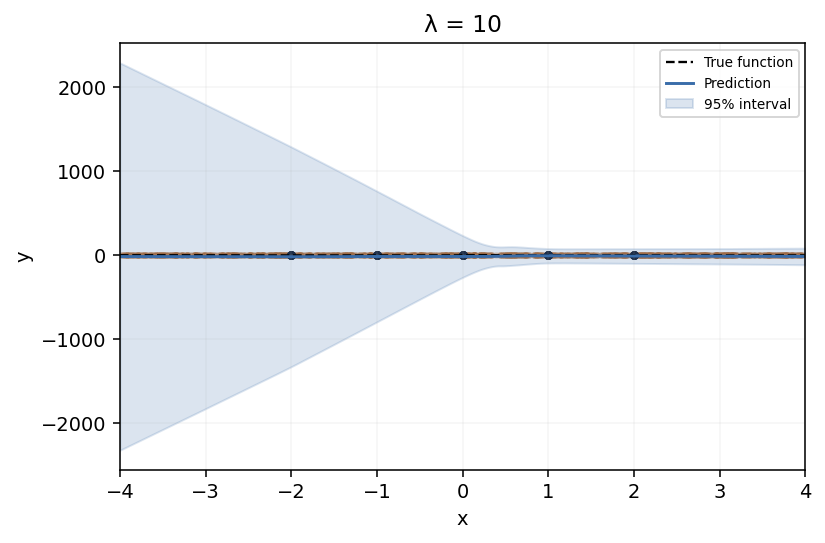 λ = 10
True function
Prediction
95% interval
2000
1000
0
−1000
−2000
y
−4
−3
−2
−1
0
1
2
3
4
x